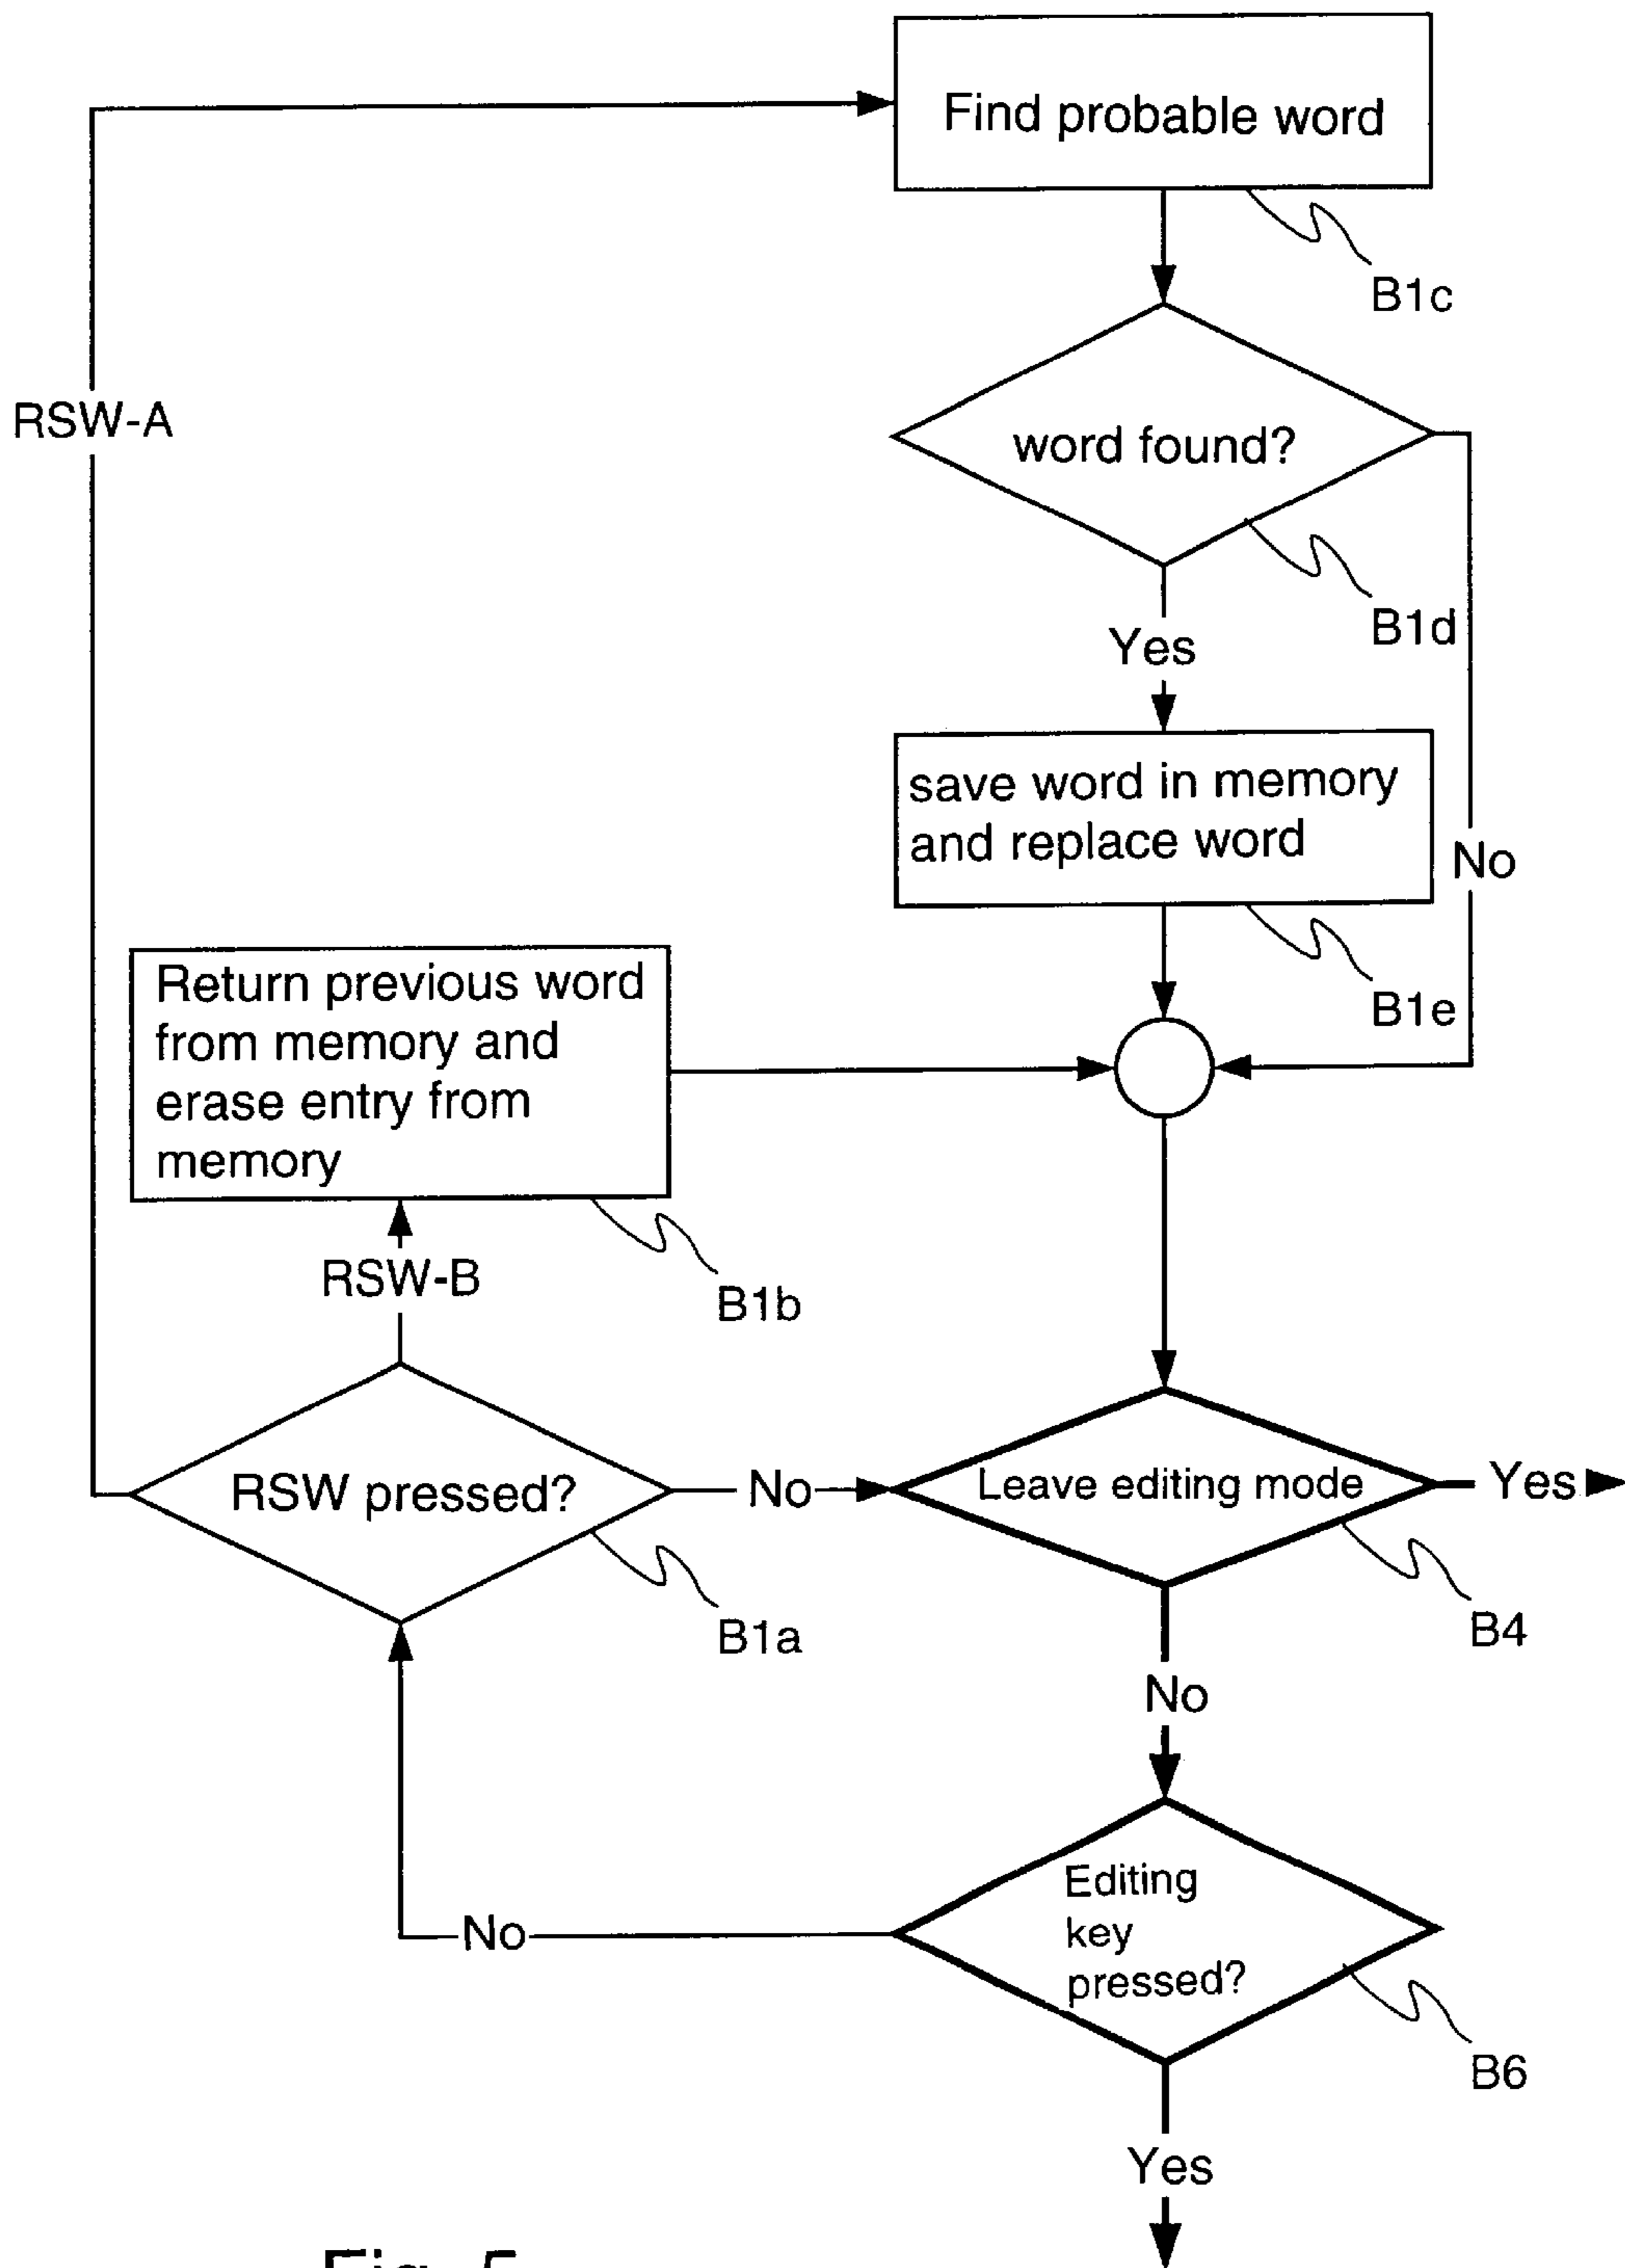 Find probable word
B1c
RSW-A
word found?
B1d
Yes
save word in memory
and replace word
No
B1e
Return previous word
from memory and
erase entry from
memory
RSW-B
B1b
RSW pressed?
No
Leave editing mode
Yes
B1a
B4
No
Editing
key
pressed?
No
B6
Yes
Fig. 5